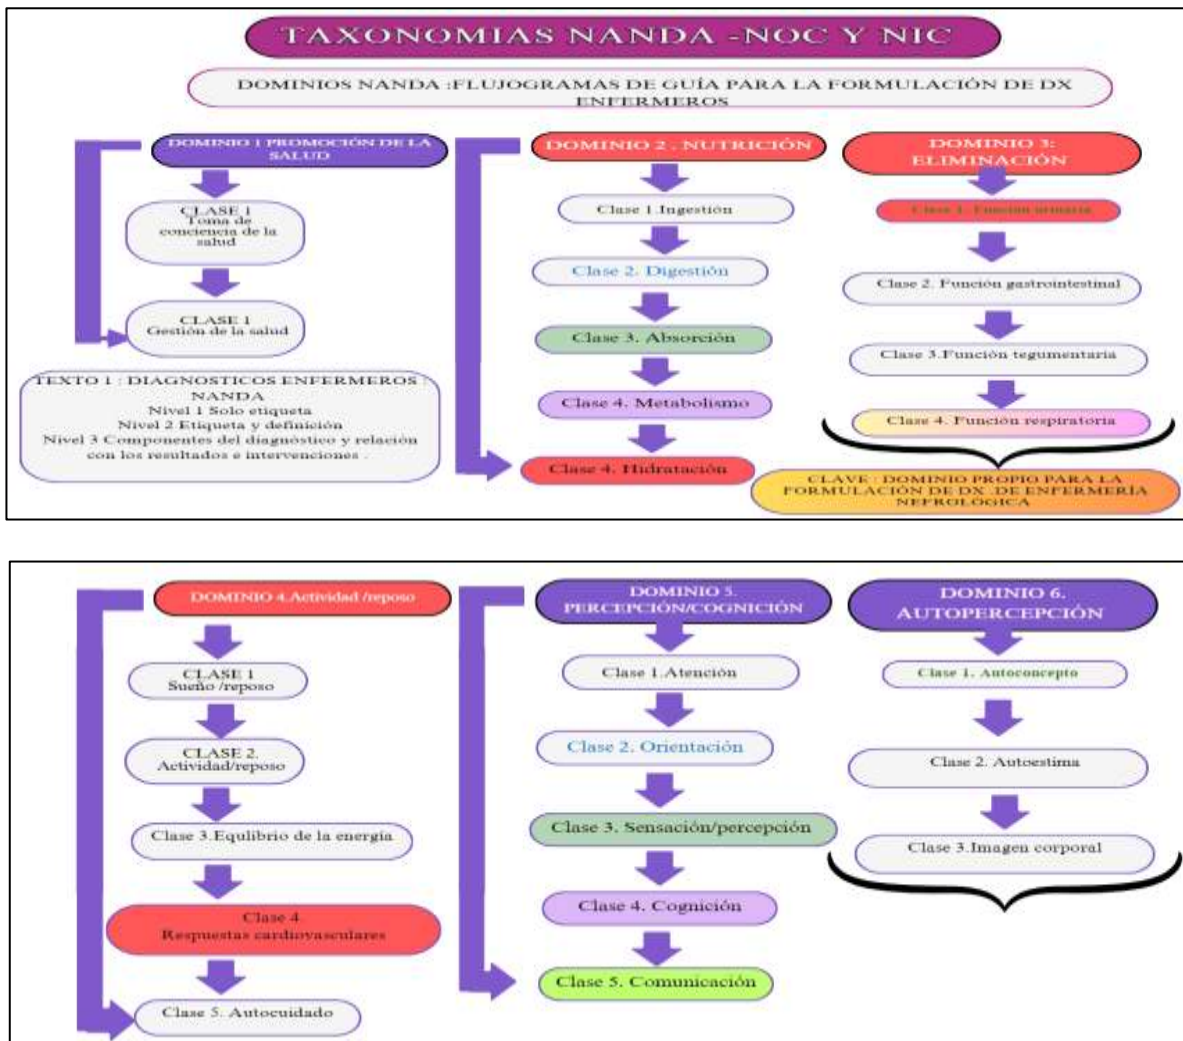 TAXONOMIAS NANDA -NOC Y NIC
DOMINIOS NANDA :FLUJOGRAMAS DE GUÍA PARA LA FORMULACIÓN DE DX
ENFERMEROS
DOMINIO 1 PROMOCIÓN DE LA
SALUD
CLASE 1
Toma de
conciencia de la
salud
CLASE 1
Gestión de la salud
TEXTO 1 : DIAGNOSTICOS ENFERMEROS :
NANDA
Nivel 1 Solo etiqueta
Nivel 2 Etiqueta y definición
Nivel 3 Componentes del diagnóstico y relación
con los resultados e intervenciones .
DOMINIO 2 . NUTRICIÓN
Clase 1.Ingestión
Clase 2. Digestión
Clase 3. Absorción
Clase 4. Metabolismo
Clase 4. Hidratación
DOMINIO 3:
ELIMINACIÓN
Clase 1. Función urinaria
Clase 2. Función gastrointestinal
Clase 3.Función tegumentaria
Clase 4. Función respiratoria
CLAVE : DOMINIO PROPIO PARA LA
FORMULACIÓN DE DX .DE ENFERMERÍA
NEFROLÓGICA
DOMINIO 4.Actividad /reposo
CLASE 1
Sueño /reposo
CLASE 2.
Actividad/reposo
Clase 3.Equlibrio de la energía
Clase 4
Respuestas cardiovasculares
Clase 5. Autocuidado
DOMINIO 5.
PERCEPCIÓN/COGNICIÓN
Clase 1.Atención
Clase 2. Orientación
Clase 3. Sensación/percepción
Clase 4. Cognición
Clase 5. Comunicación
DOMINIO 6.
AUTOPERCEPCIÓN
Clase 1. Autoconcepto
Clase 2. Autoestima
Clase 3.Imagen corporal